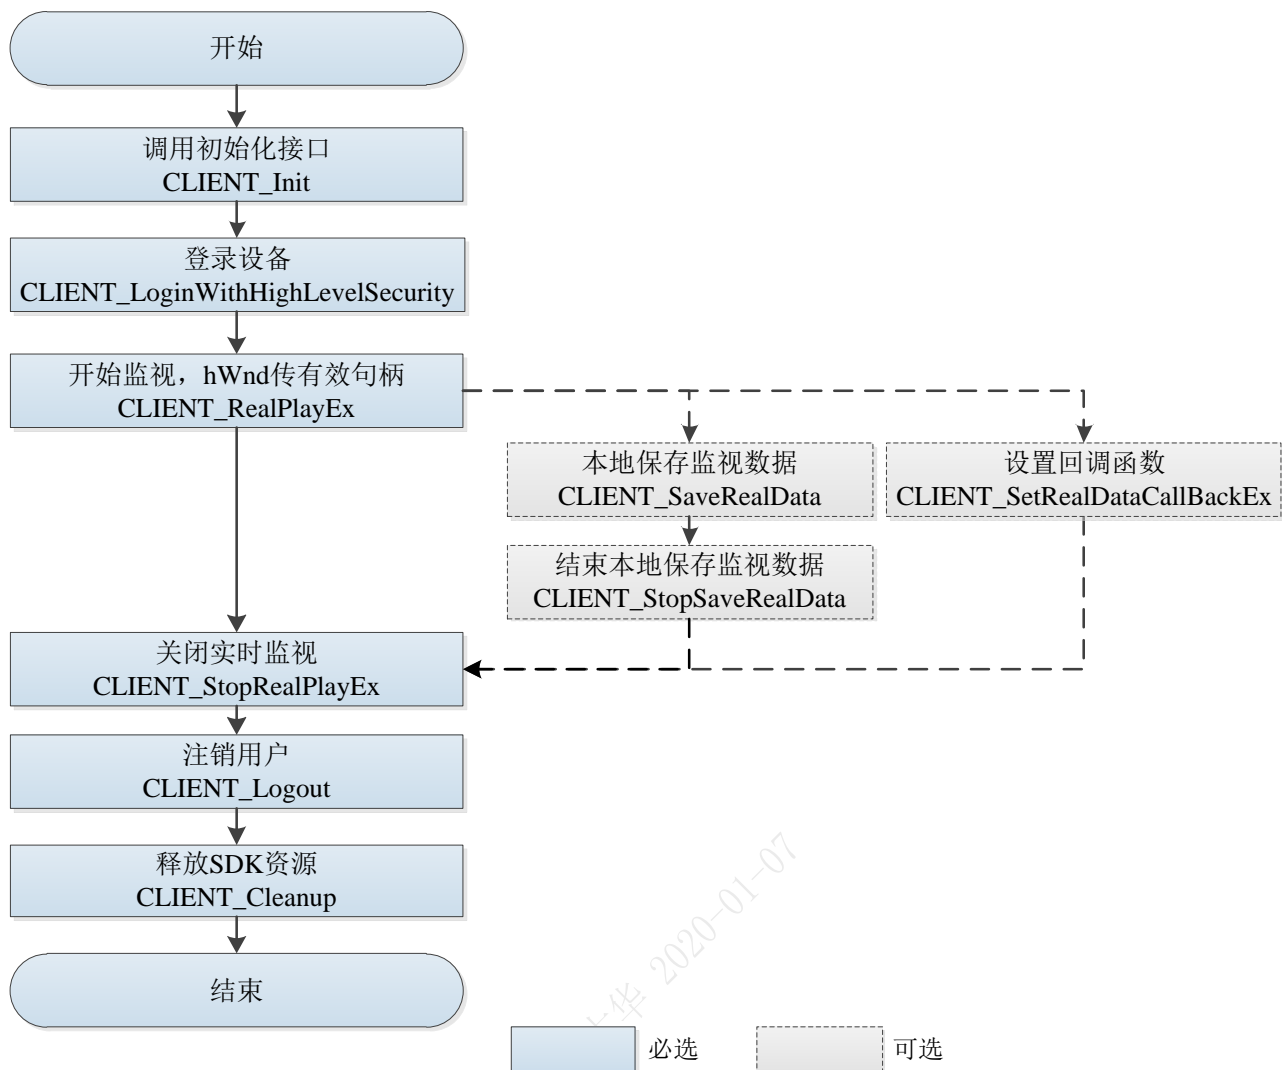 开始
调用初始化接口
CLIENT_Init
登录设备
CLIENT_LoginWithHighLevelSecurity
开始监视，hWnd传有效句柄
CLIENT_RealPlayEx
本地保存监视数据
CLIENT_SaveRealData
设置回调函数
CLIENT_SetRealDataCallBackEx
结束本地保存监视数据
CLIENT_StopSaveRealData
关闭实时监视
CLIENT_StopRealPlayEx
注销用户
CLIENT_Logout
释放SDK资源
CLIENT_Cleanup
结束
华 2020-01-07
必选
可选